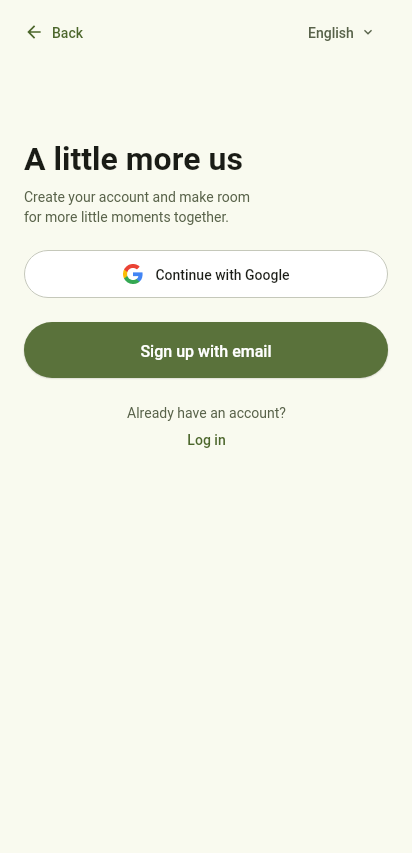 Back
English
A little more us
Create your account and make room
for more little moments together.
Continue with Google
Sign up with email
Already have an account?
Log in